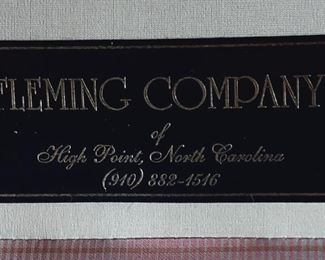 FLEMING COMPANY
of
High Point, North Carolina
(910) 882-1516